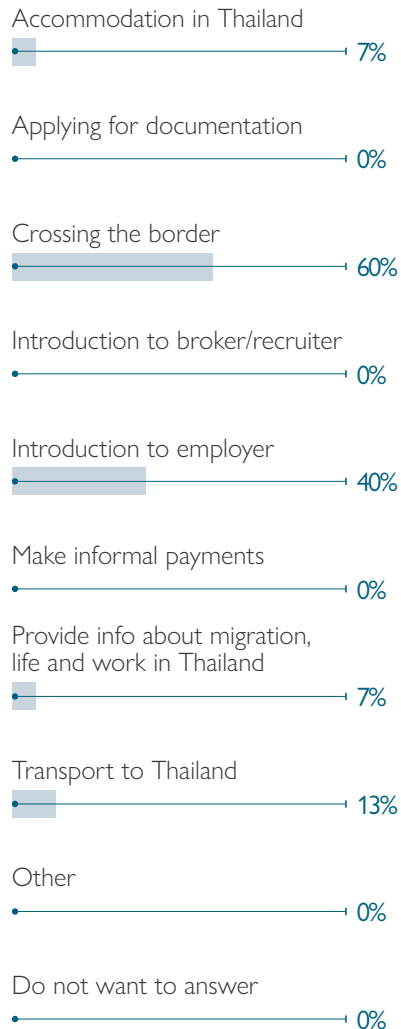 Accommodation in Thailand
7%
Applying for documentation
0%
Crossing the border
60%
Introduction to broker/recruiter
0%
Introduction to employer
40%
Make informal payments
0%
Provide info about migration,
life and work in Thailand
7%
Transport to Thailand
13%
Other
0%
Do not want to answer
0%